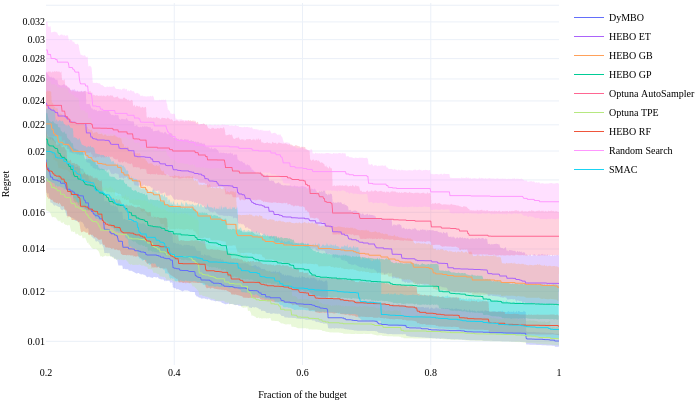 0.032
0.03
0.028
0.026
0.024
0.022
0.02
0.018
0.016
0.014
0.012
0.01
Regret
0.2 0.4 0.6 0.8 1
Fraction of the budget
DyMBO
HEBO ET
HEBO GB
HEBO GP
Optuna AutoSampler
Optuna TPE
HEBO RF
Random Search
SMAC